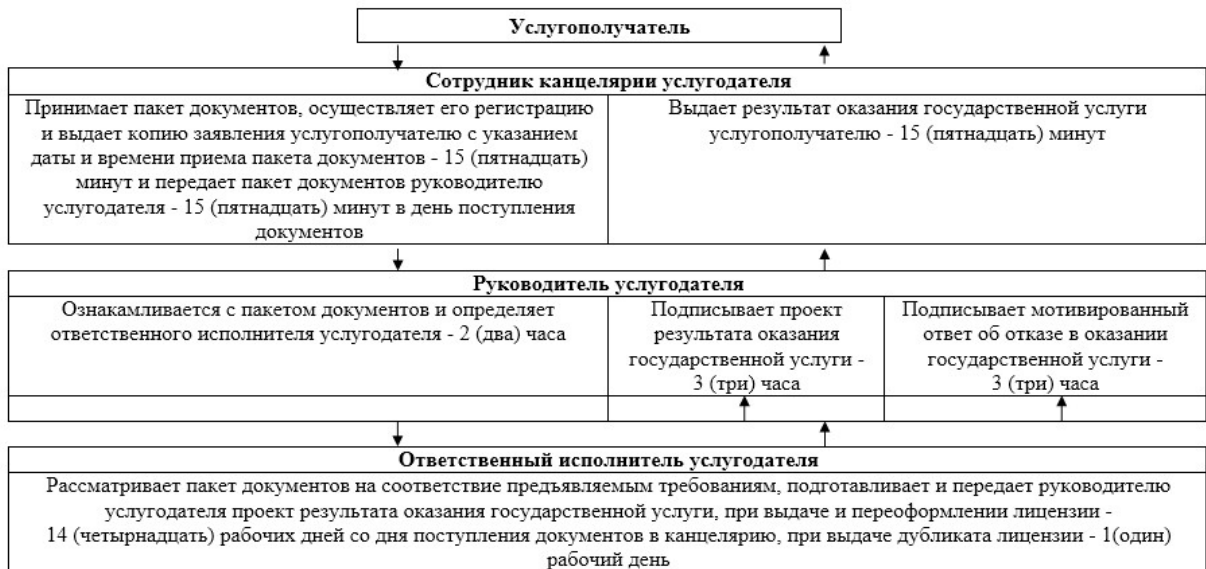 Услугополучатель
Сотрудник канцелярии услугодателя
Принимает пакет документов, осуществляет его регистрацию
и выдает копию заявления услугополучателю с указанием
даты и времени приема пакета документов - 15 (пятнадцать)
минут и передает пакет документов руководителю
услугодателя - 15 (пятнадцать) минут в день поступления
документов
Выдает результат оказания государственной услуги
услугополучателю - 15 (пятнадцать) минут
Руководитель услугодателя
Ознакамливается с пакетом документов и определяет
ответственного исполнителя услугодателя - 2 (два) часа
Подписывает проект
результата оказания
государственной услуги -
3 (три) часа
Подписывает мотивированный
ответ об отказе в оказании
государственной услуги -
3 (три) часа
Ответственный исполнитель услугодателя
Рассматривает пакет документов на соответствие предъявляемым требованиям, подготавливает и передает руководителю
услугодателя проект результата оказания государственной услуги, при выдаче и переоформлении лицензии -
14 (четырнадцать) рабочих дней со дня поступления документов в канцелярию, при выдаче дубликата лицензии - 1(один)
рабочий день